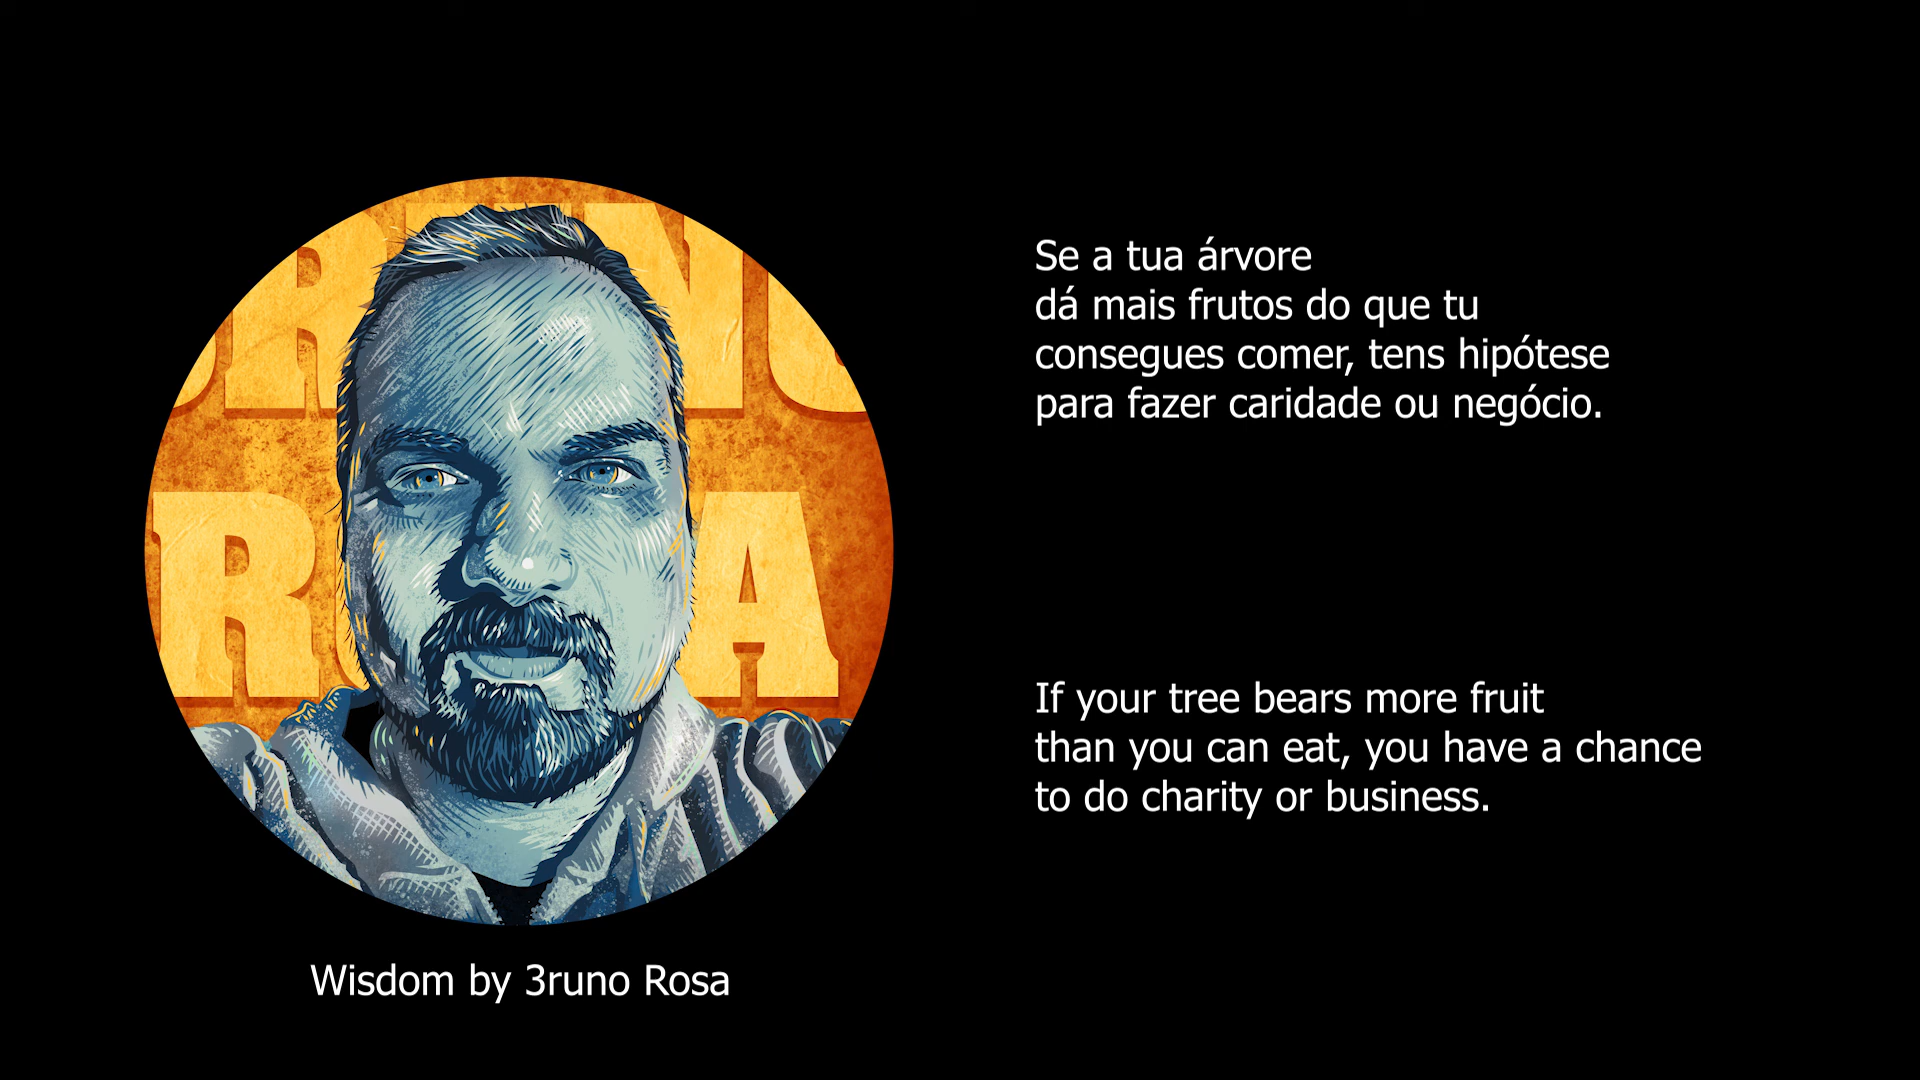 RUNO
ROSA
Se a tua árvore
dá mais frutos do que tu
consegues comer, tens hipótese
para fazer caridade ou negócio.
If your tree bears more fruit
than you can eat, you have a chance
to do charity or business.
Wisdom by 3runo Rosa